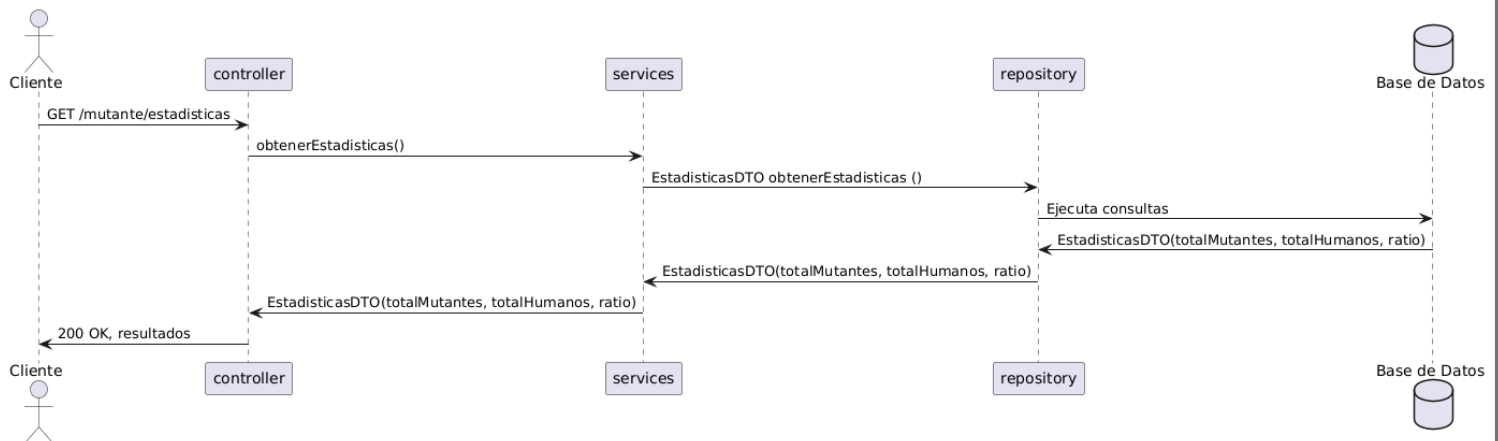 Cliente
controller
services
repository
Base de Datos
GET /mutante/estadisticas
obtenerEstadisticas()
EstadisticasDTO obtenerEstadisticas ()
Ejecuta consultas
EstadisticasDTO(totalMutantes, totalHumanos, ratio)
EstadisticasDTO(totalMutantes, totalHumanos, ratio)
EstadisticasDTO(totalMutantes, totalHumanos, ratio)
200 OK, resultados
Cliente
controller
services
repository
Base de Datos